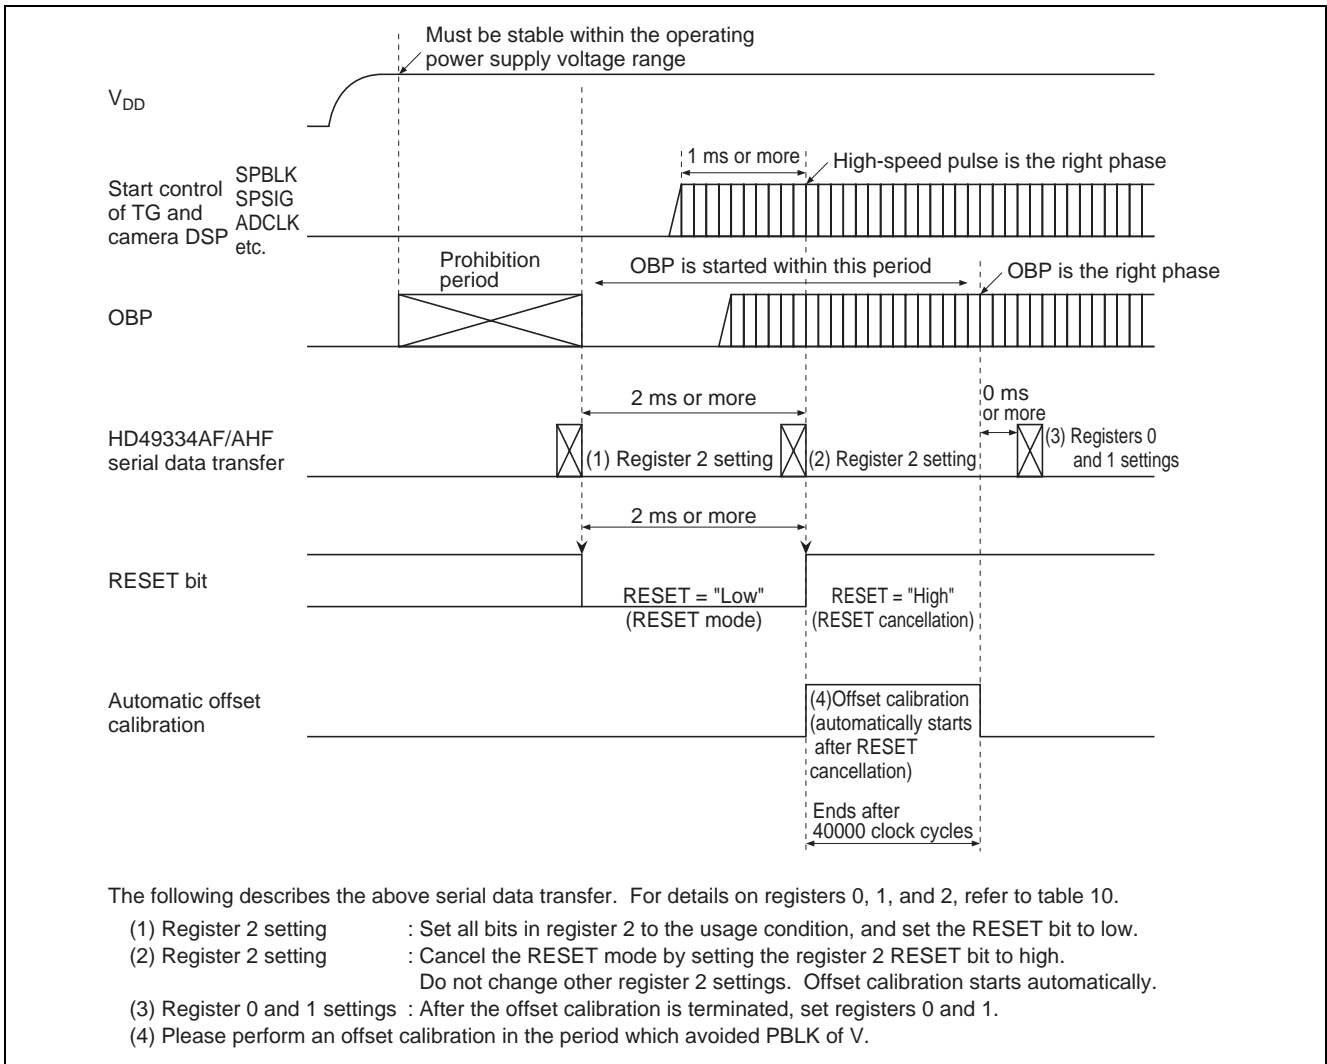 Must be stable within the operating
power supply voltage range
VDD
1 ms or more
High-speed pulse is the right phase
Start control
of TG and
camera DSP
SPBLK
SPSIG
ADCLK
etc.
Prohibition
period
OBP is started within this period
OBP is the right phase
OBP
2 ms or more
0 ms
or more
HD49334AF/AHF
serial data transfer
(1) Register 2 setting
(2) Register 2 setting
(3) Registers 0
and 1 settings
2 ms or more
RESET bit
RESET = "Low"
(RESET mode)
RESET = "High"
(RESET cancellation)
Automatic offset
calibration
(4)Offset calibration
(automatically starts
after RESET
cancellation)
Ends after
40000 clock cycles
The following describes the above serial data transfer. For details on registers 0, 1, and 2, refer to table 10.
(1) Register 2 setting : Set all bits in register 2 to the usage condition, and set the RESET bit to low.
(2) Register 2 setting : Cancel the RESET mode by setting the register 2 RESET bit to high.
Do not change other register 2 settings. Offset calibration starts automatically.
(3) Register 0 and 1 settings : After the offset calibration is terminated, set registers 0 and 1.
(4) Please perform an offset calibration in the period which avoided PBLK of V.